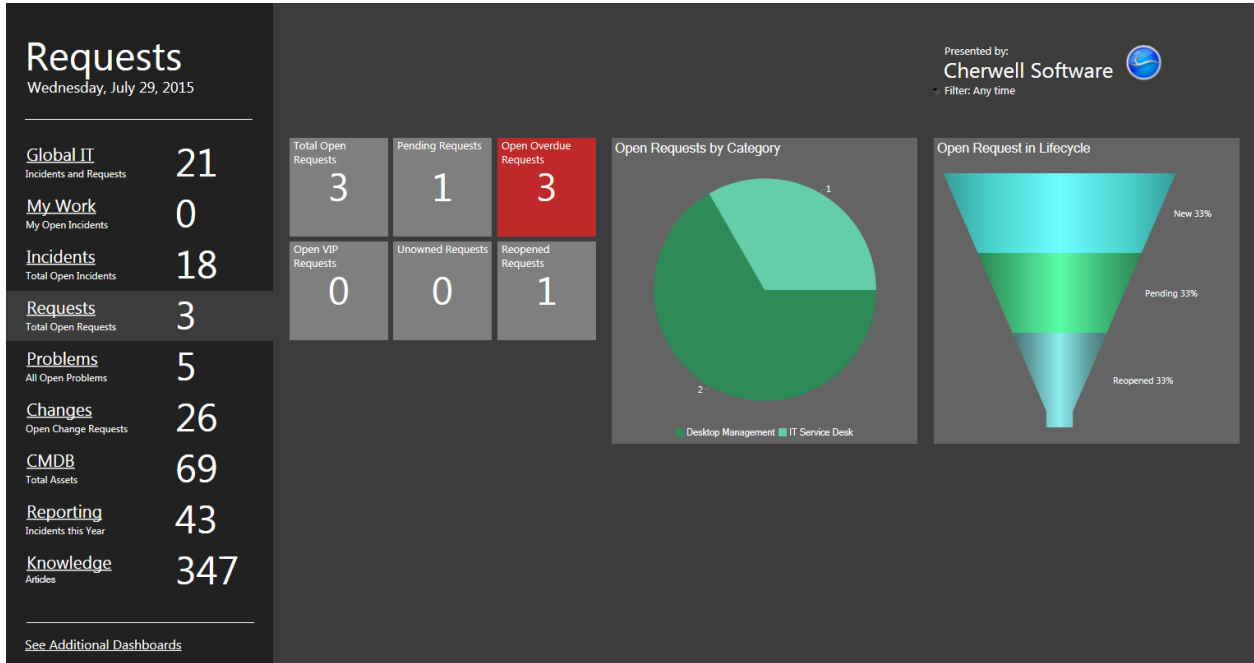 Requests
Wednesday, July 29, 2015
Presented by:
Cherwell Software
Filter: Any time
Global IT
Incidents and Requests
21
My Work
My Open Incidents
0
Incidents
Total Open Incidents
18
Requests
Total Open Requests
3
Problems
All Open Problems
5
Changes
Open Change Requests
26
CMDB
Total Assets
69
Reporting
Incidents this Year
43
Knowledge
Articles
347
See Additional Dashboards
Total Open
Requests
3
Pending Requests
1
Open Overdue
Requests
3
Open VIP
Requests
0
Unowned Requests
0
Reopened
Requests
1
Open Requests by Category
1
2
Desktop Management IT Service Desk
Open Request in Lifecycle
New 33%
Pending 33%
Reopened 33%